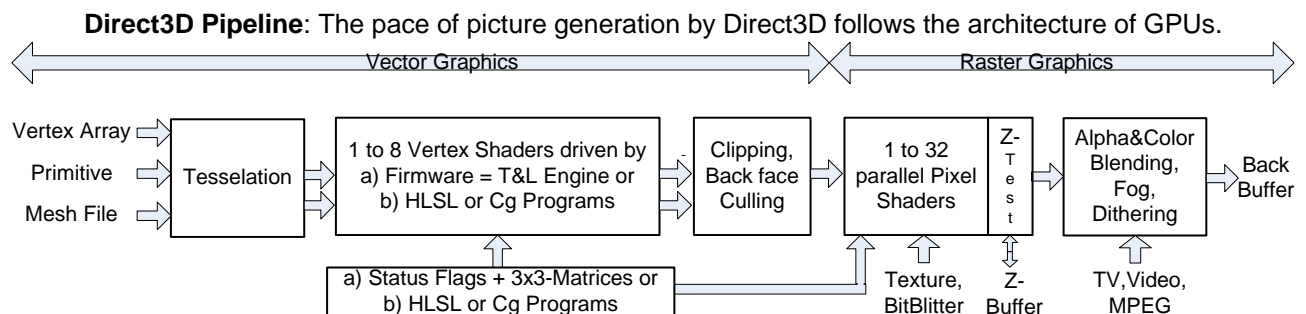 Direct3D Pipeline: The pace of picture generation by Direct3D follows the architecture of GPUs.
Vector Graphics
Raster Graphics
Vertex Array
Primitive
Mesh File
Tesselation
1 to 8 Vertex Shaders driven by
a) Firmware = T&L Engine or
b) HLSL or Cg Programs
Clipping,
Back face
Culling
1 to 32
parallel Pixel
Shaders
Z-
T
e
s
t
Alpha&Color
Blending,
Fog,
Dithering
Back
Buffer
a) Status Flags + 3x3-Matrices or
b) HLSL or Cg Programs
Texture,
BitBlitter
Z-
Buffer
TV,Video,
MPEG